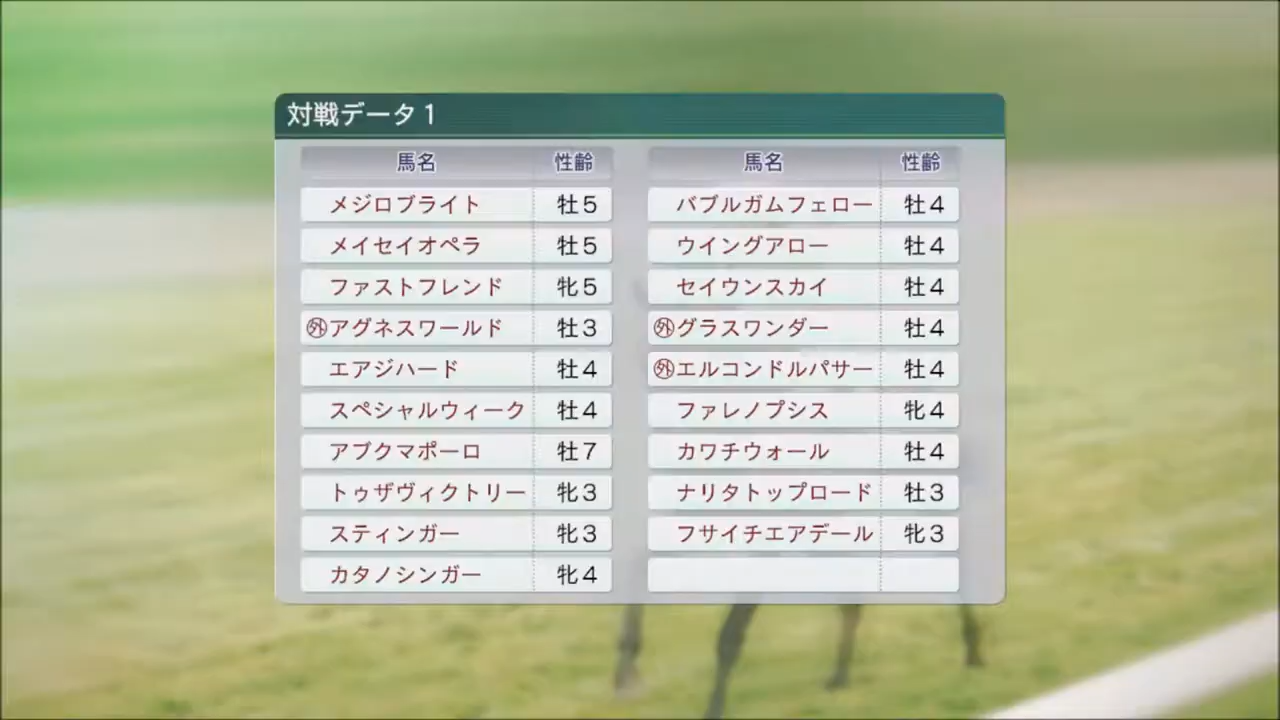 対戦データ1
馬名 性齢 馬名 性齢
メジロブライト 牡5 バブルガムフェロー 牡4
メイセイオペラ 牡5 ウイングアロー 牡4
ファストフレンド 牝5 セイウンスカイ 牡4
㊕アグネスワールド 牡3 ㊕グラスワンダー 牡4
エアジハード 牡4 ㊕エルコンドルパサー 牡4
スペシャルウィーク 牡4 ファレノプシス 牝4
アブクマポーロ 牡7 カワチウォール 牡4
トゥザヴィクトリー 牝3 ナリタトップロード 牡3
スティンガー 牝3 フサイチエアデール 牝3
カタノシンガー 牝4